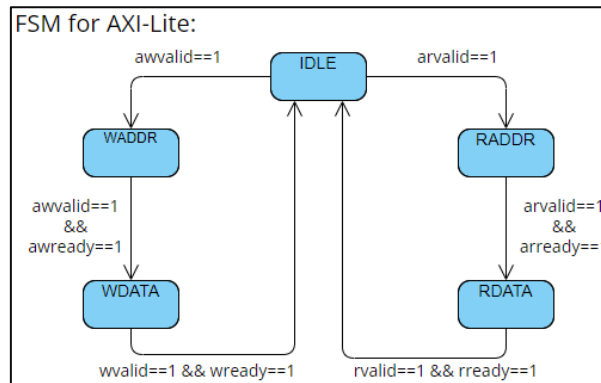 FSM for AXI-Lite:
awvalid==1
IDLE
arvalid==1
WADDR
RADDR
awvalid==1
&&
awready==1
arvalid==1
&&
arready==
WDATA
RDATA
wvalid==1 && wready==1
rvalid==1 && rready==1